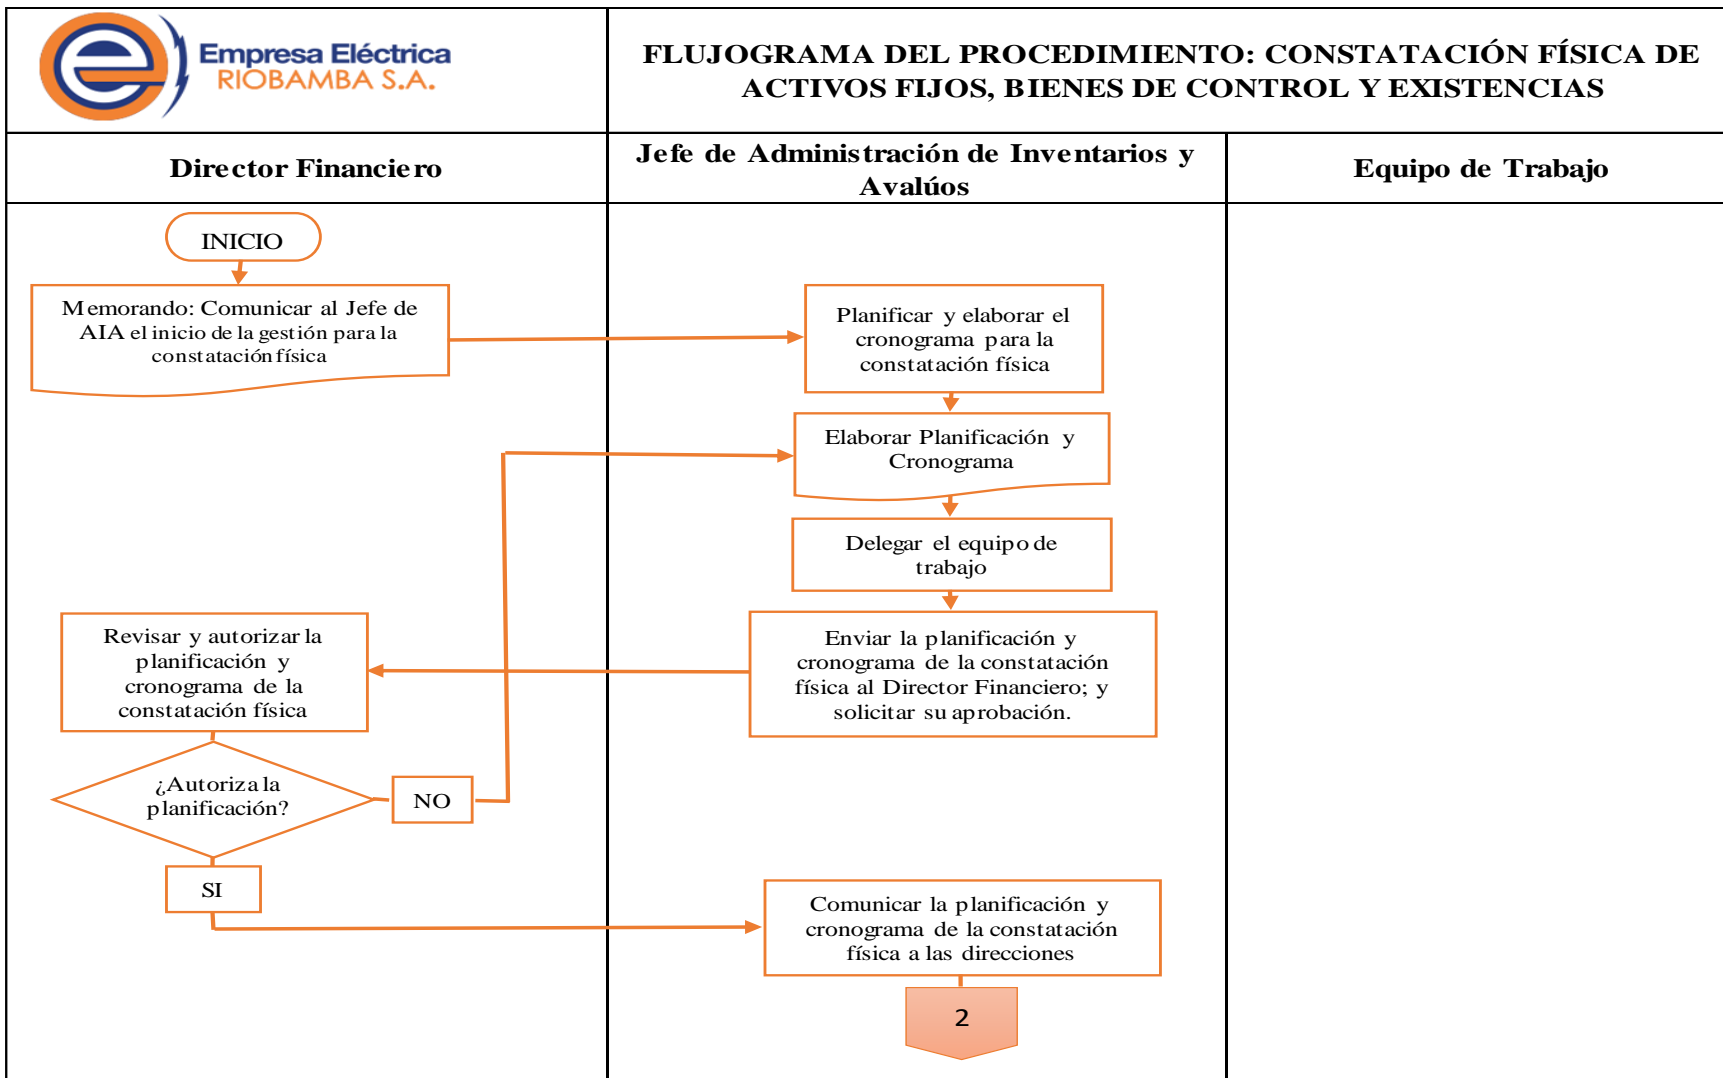 Empresa Eléctrica
RIOBAMBA S.A.
FLUJOGRAMA DEL PROCEDIMIENTO: CONSTATACIÓN FÍSICA DE
ACTIVOS FIJOS, BIENES DE CONTROL Y EXISTENCIAS
Director Financiero
Jefe de Administración de Inventarios y
Avalúos
Equipo de Trabajo
INICIO
Memorando: Comunicar al Jefe de
AIA el inicio de la gestión para la
constatación física
Planificar y elaborar el
cronograma para la
constatación física
Elaborar Planificación y
Cronograma
Delegar el equipo de
trabajo
Enviar la planificación y
cronograma de la constatación
física al Director Financiero; y
solicitar su aprobación.
Revisar y autorizar la
planificación y
cronograma de la
constatación física
¿Autoriza la
planificación?
NO
SI
Comunicar la planificación y
cronograma de la constatación
física a las direcciones
2